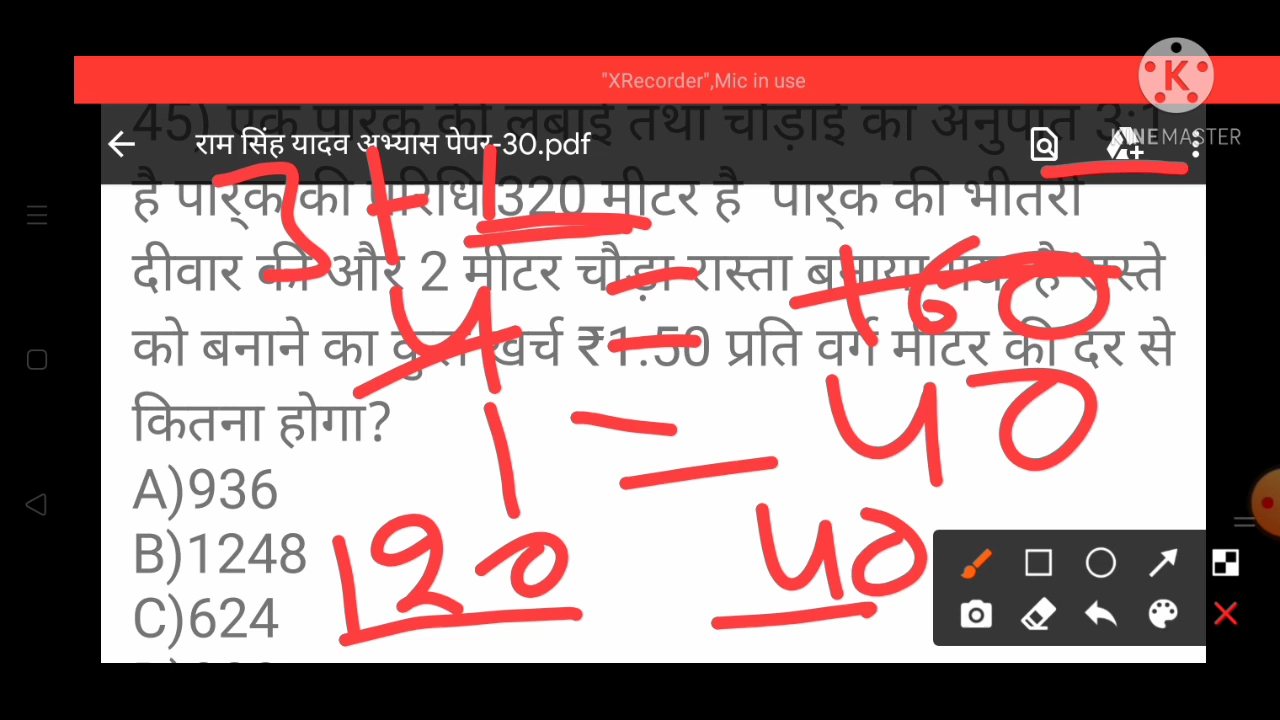 "XRecorder",Mic in use
45) एक पार्क की लंबाई तथा चौड़ाई का अनुपात 3:1
राम सिंह यादव अभ्यास पेपर-30.pdf
KINEMASTER
है पार्क की परिधि 320 मीटर है पार्क की भीतरी
दीवार की और 2 मीटर चौड़ा रास्ता बनाया गया है रास्ते
को बनाने का कुल खर्च ₹1.50 प्रति वर्ग मीटर की दर से
कितना होगा?
A)936
B)1248
C)624
3+1
4 = 160
1 = 40
120 40